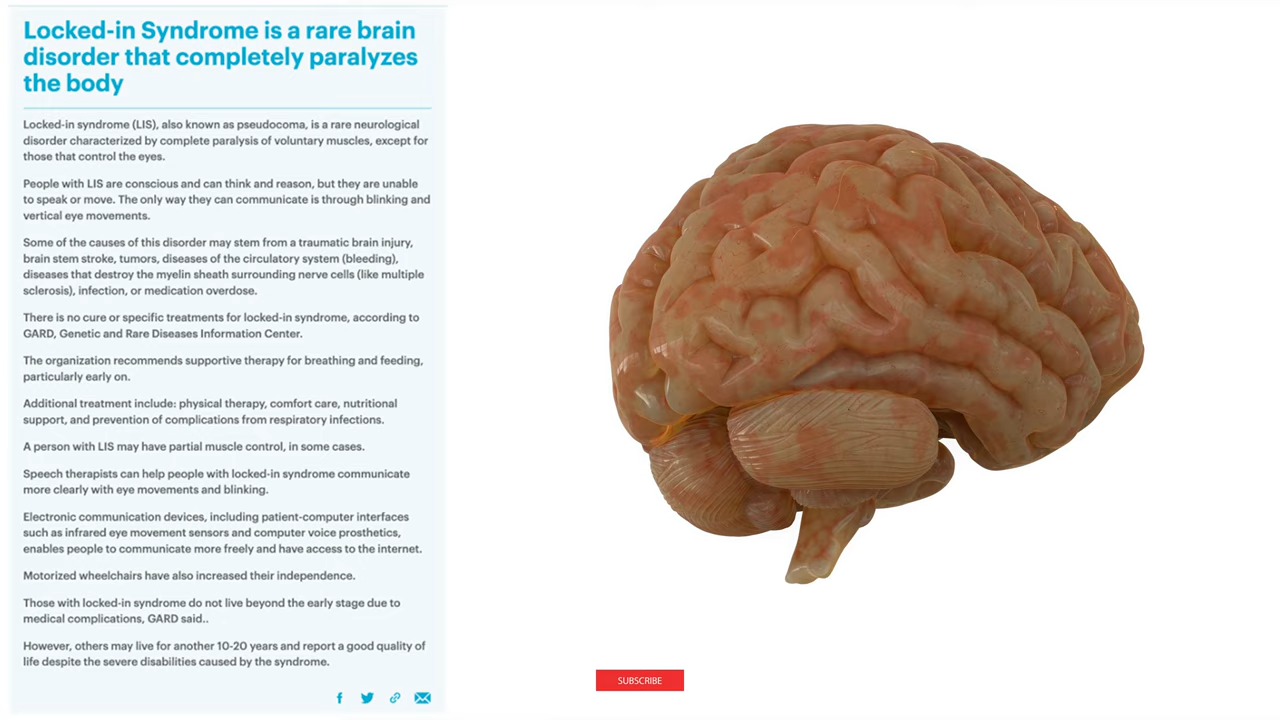 Locked-in Syndrome is a rare brain
disorder that completely paralyzes
the body
Locked-in syndrome (LIS), also known as pseudocoma, is a rare neurological
disorder characterized by complete paralysis of voluntary muscles, except for
those that control the eyes.
People with LIS are conscious and can think and reason, but they are unable
to speak or move. The only way they can communicate is through blinking and
vertical eye movements.
Some of the causes of this disorder may stem from a traumatic brain injury,
brain stem stroke, tumors, diseases of the circulatory system (bleeding),
diseases that destroy the myelin sheath surrounding nerve cells (like multiple
sclerosis), infection, or medication overdose.
There is no cure or specific treatments for locked-in syndrome, according to
GARD, Genetic and Rare Diseases Information Center.
The organization recommends supportive therapy for breathing and feeding,
particularly early on.
Additional treatment include: physical therapy, comfort care, nutritional
support, and prevention of complications from respiratory infections.
A person with LIS may have partial muscle control, in some cases.
Speech therapists can help people with locked-in syndrome communicate
more clearly with eye movements and blinking.
Electronic communication devices, including patient-computer interfaces
such as infrared eye movement sensors and computer voice prosthetics,
enables people to communicate more freely and have access to the internet.
Motorized wheelchairs have also increased their independence.
Those with locked-in syndrome do not live beyond the early stage due to
medical complications, GARD said..
However, others may live for another 10-20 years and report a good quality of
life despite the severe disabilities caused by the syndrome.
SUBSCRIBE